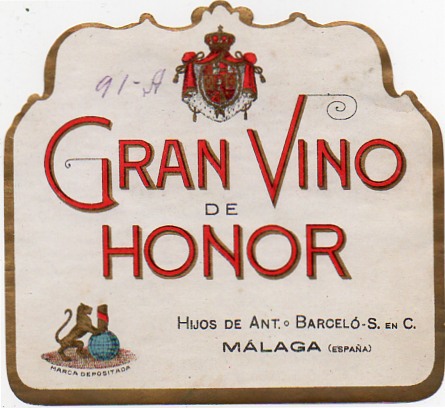 91-A
GRAN VINO
DE
HONOR
HIJOS DE ANT.º BARCELÓ-S. EN C.
MÁLAGA (ESPAÑA)
MARCA DEPOSITADA